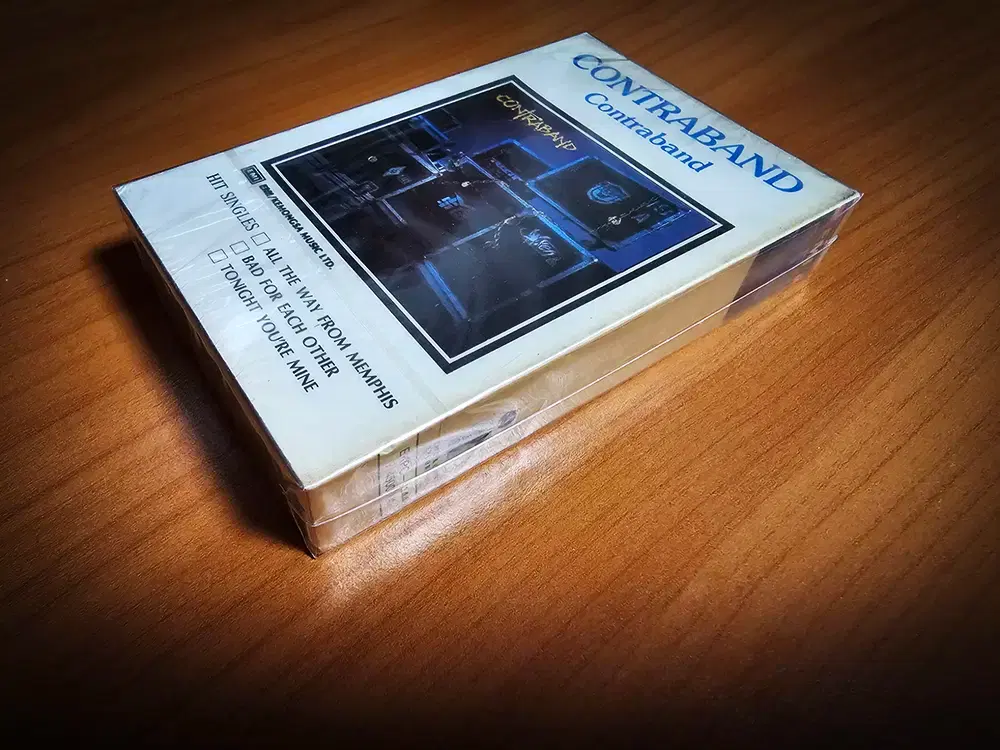 CONTRABAND
Contraband
CONTRABAND
EMI
EMI/KEMONGSA MUSIC LTD.
HIT SINGLES □ ALL THE WAY FROM MEMPHIS
□ BAD FOR EACH OTHER
□ TONIGHT YOU'RE MINE